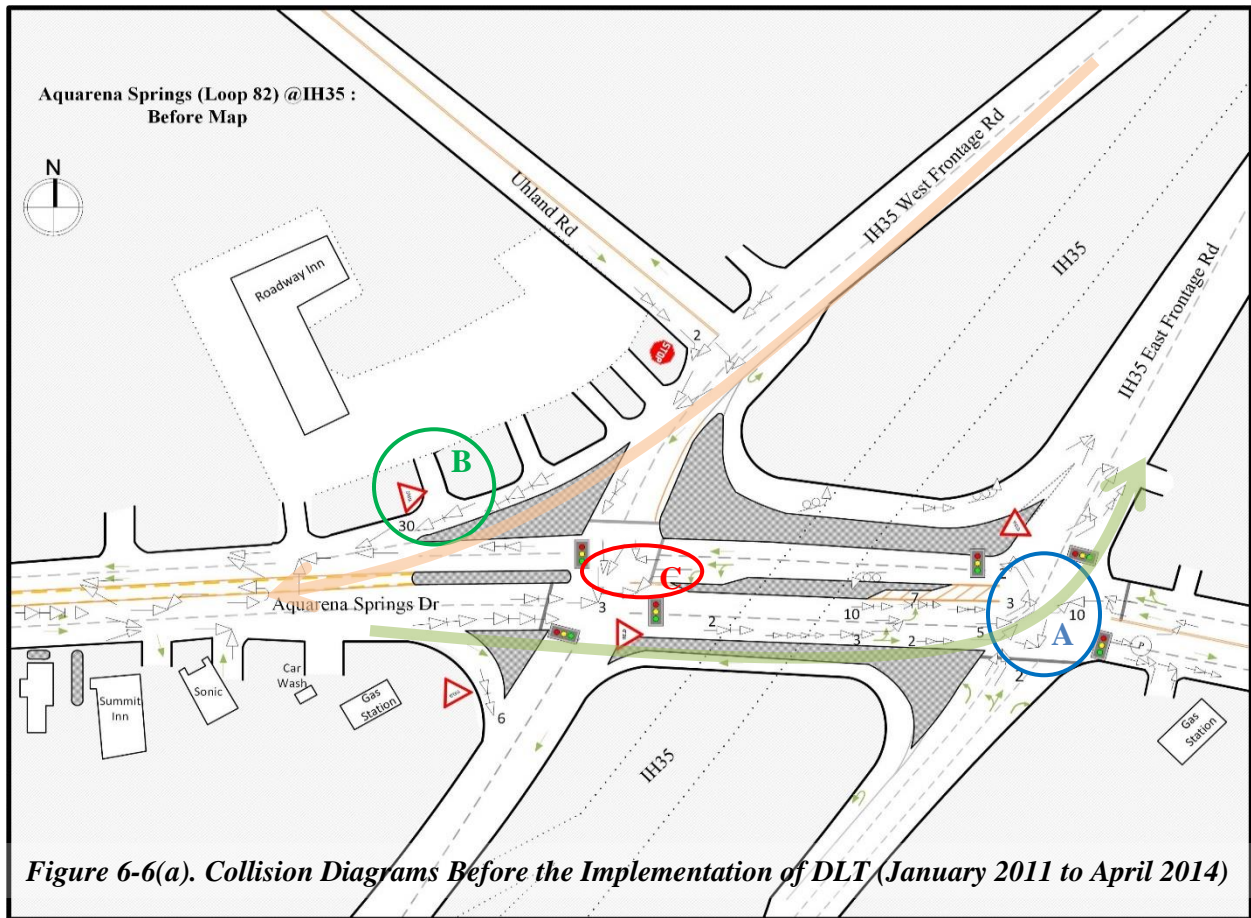 Aquarena Springs (Loop 82) @IH35 :
Before Map
N
Uhland Rd
IH35 West Frontage Rd
IH35
IH35 East Frontage Rd
Roadway Inn
2
STOP
B
30
C
2
3
10
7
3
10
A
Aquarena Springs Dr
3
2
3
2
5
2
P
Summit
Inn
Sonic
Car
Wash
Gas
Station
6
IH35
Gas
Station
Figure 6-6(a). Collision Diagrams Before the Implementation of DLT (January 2011 to April 2014)